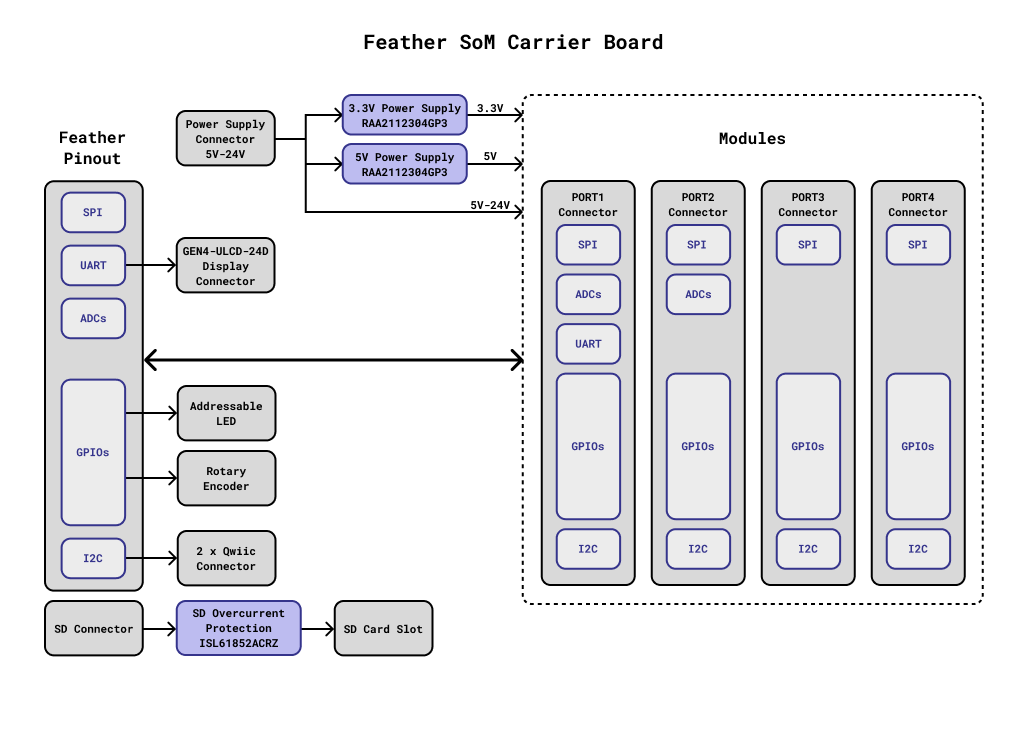 Feather SoM Carrier Board
Feather
Pinout
SPI
UART
ADCs
GPIOs
I2C
Power Supply
Connector
5V-24V
3.3V Power Supply
RAA2112304GP3
3.3V
5V Power Supply
RAA2112304GP3
5V
5V-24V
GEN4-ULCD-24D
Display
Connector
Addressable
LED
Rotary
Encoder
2 x Qwiic
Connector
SD Connector
SD Overcurrent
Protection
ISL61852ACRZ
SD Card Slot
Modules
PORT1
Connector
SPI
ADCs
UART
GPIOs
I2C
PORT2
Connector
SPI
ADCs
GPIOs
I2C
PORT3
Connector
SPI
GPIOs
I2C
PORT4
Connector
SPI
GPIOs
I2C